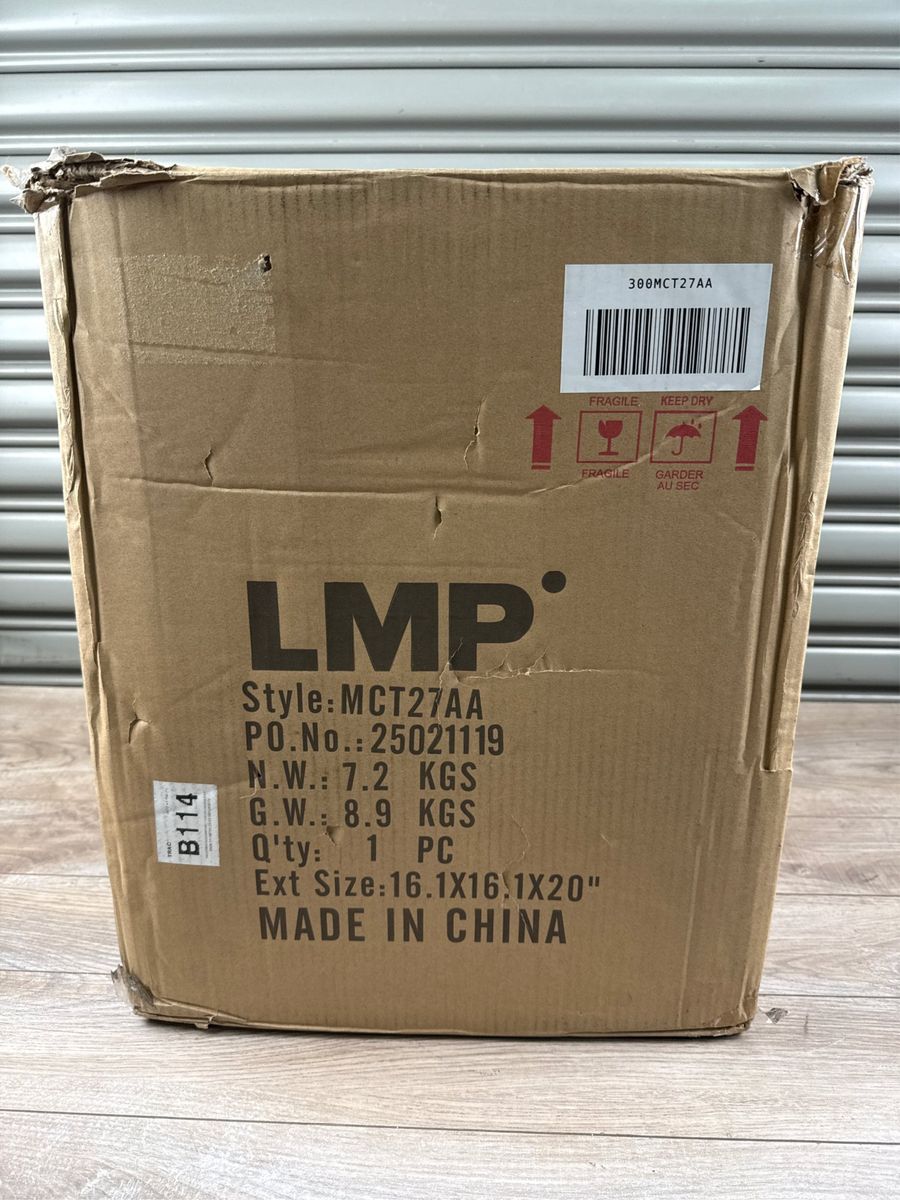 300MCT27AA
FRAGILE KEEP DRY
FRAGILE GARDER
AU SEC
LMP
Style:MCT27AA
PO.No.:25021119
N.W.: 7.2 KGS
G.W.: 8.9 KGS
Q'ty: 1 PC
Ext Size:16.1X16.1X20"
MADE IN CHINA
B114